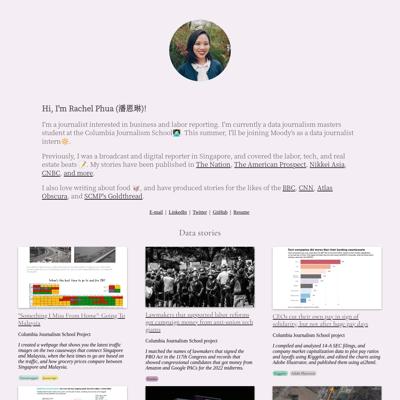 Hi, I'm Rachel Phua (潘恩琳)!
I'm a journalist interested in business and labor reporting. I'm currently a data journalism masters
student at the Columbia Journalism School👩🏻‍💻 This summer, I'll be joining Moody's as a data journalist
intern🔆.
Previously, I was a broadcast and digital reporter in Singapore, and covered the labor, tech, and real
estate beats 📝. My stories have been published in The Nation, The American Prospect, Nikkei Asia,
CNBC, and more.
I also love writing about food 🥡, and have produced stories for the likes of the BBC, CNN, Atlas
Obscura, and SCMP's Goldthread.
E-mail | LinkedIn | Twitter | GitHub | Resume
Data stories
"Something I Miss From Home": Going To
Malaysia
Columbia Journalism School Project
I created a webpage that shows you the latest traffic
images on the two causeways that connect Singapore
and Malaysia, when the best times to go are based on
the traffic, and how grocery prices compare between
Singapore and Malaysia.
Lawmakers that supported labor reforms
got campaign money from anti-union tech
giants
Columbia Journalism School Project
I matched the names of lawmakers that signed the
PRO Act in the 117th Congress and records that
showed congressional candidates that got money from
Amazon and Google PACs for the 2022 midterms.
CEOs cut their own pay in sign of
solidarity, but not after huge pay days
Columbia Journalism School project
I compiled and analyzed 14-A SEC filings, and
company market capitalization data to plot pay ratios
and layoffs using R/ggplot, and edited the charts using
Adobe Illustrator, and published them using ai2html.